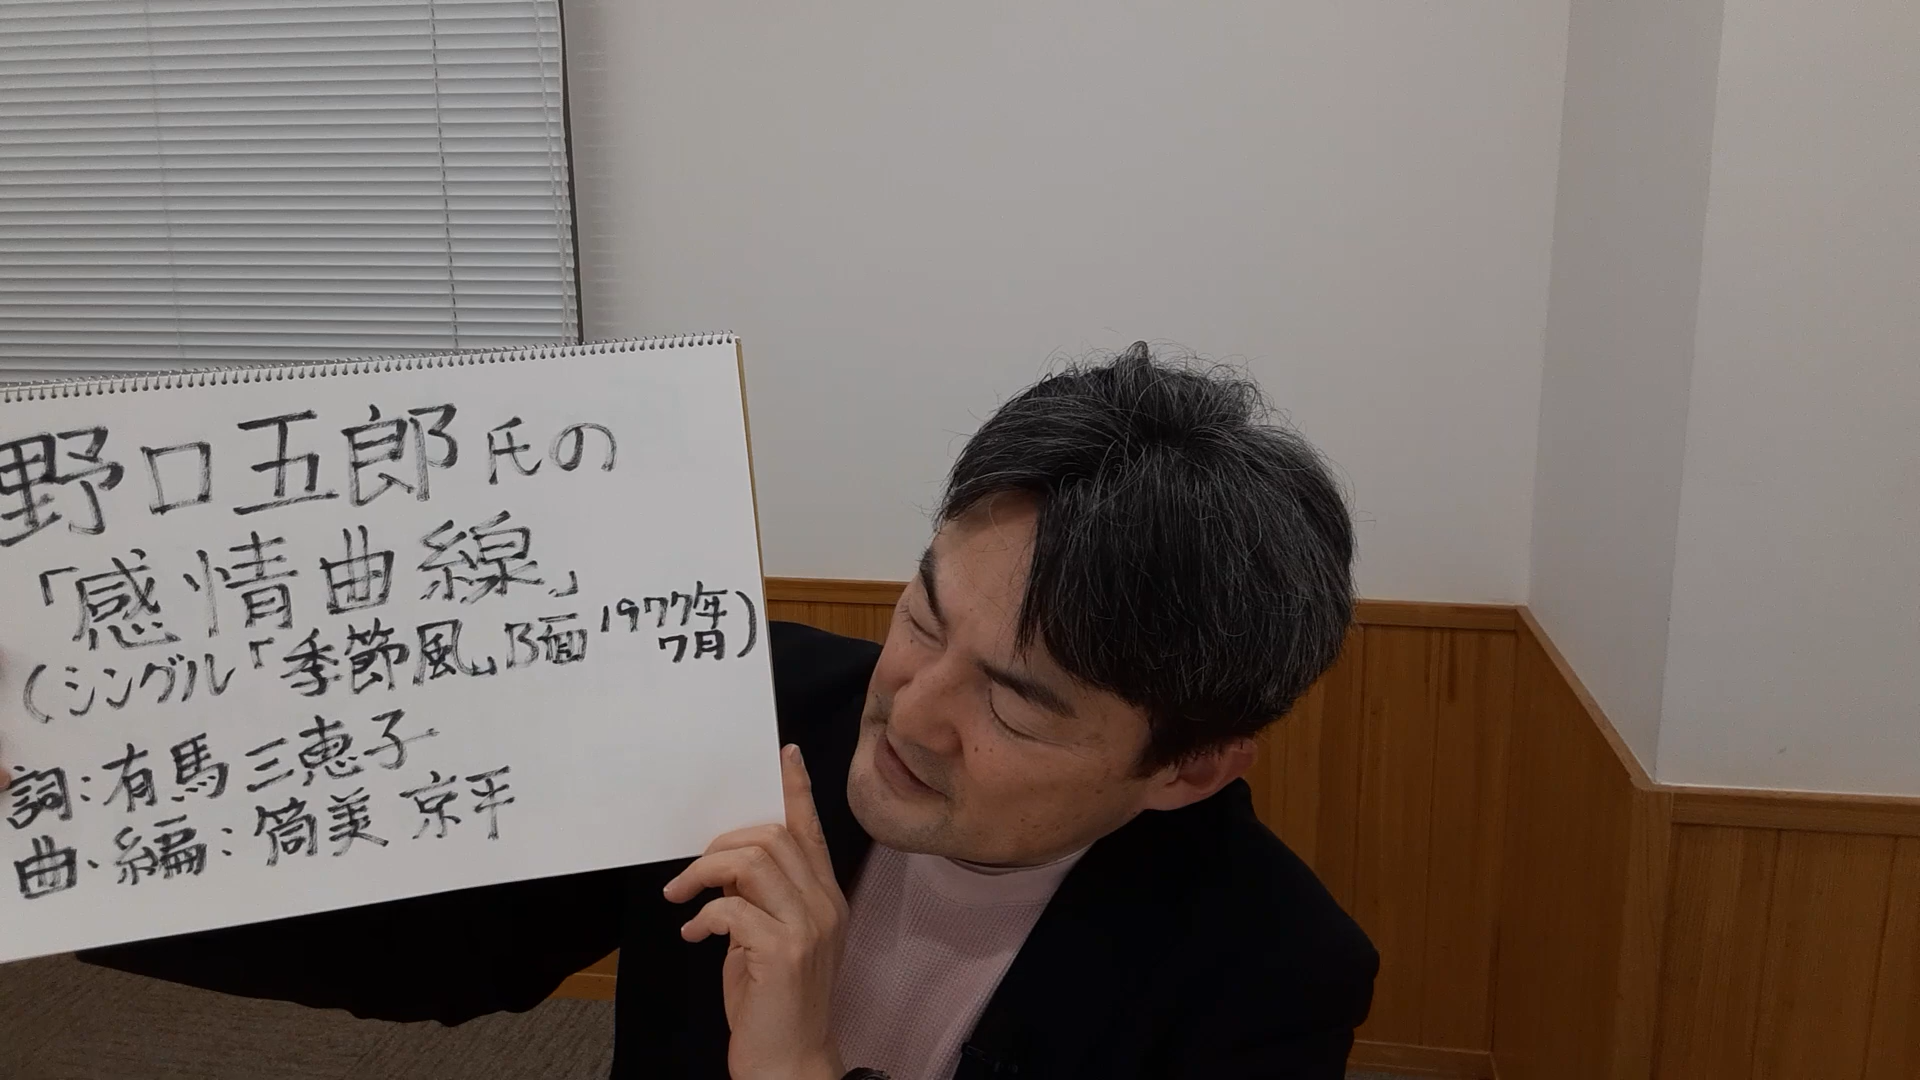 野口五郎氏の
「感情曲線」
(シングル「季節風」B面 1977年7月)
詞:有馬三恵子
曲・編:筒美京平